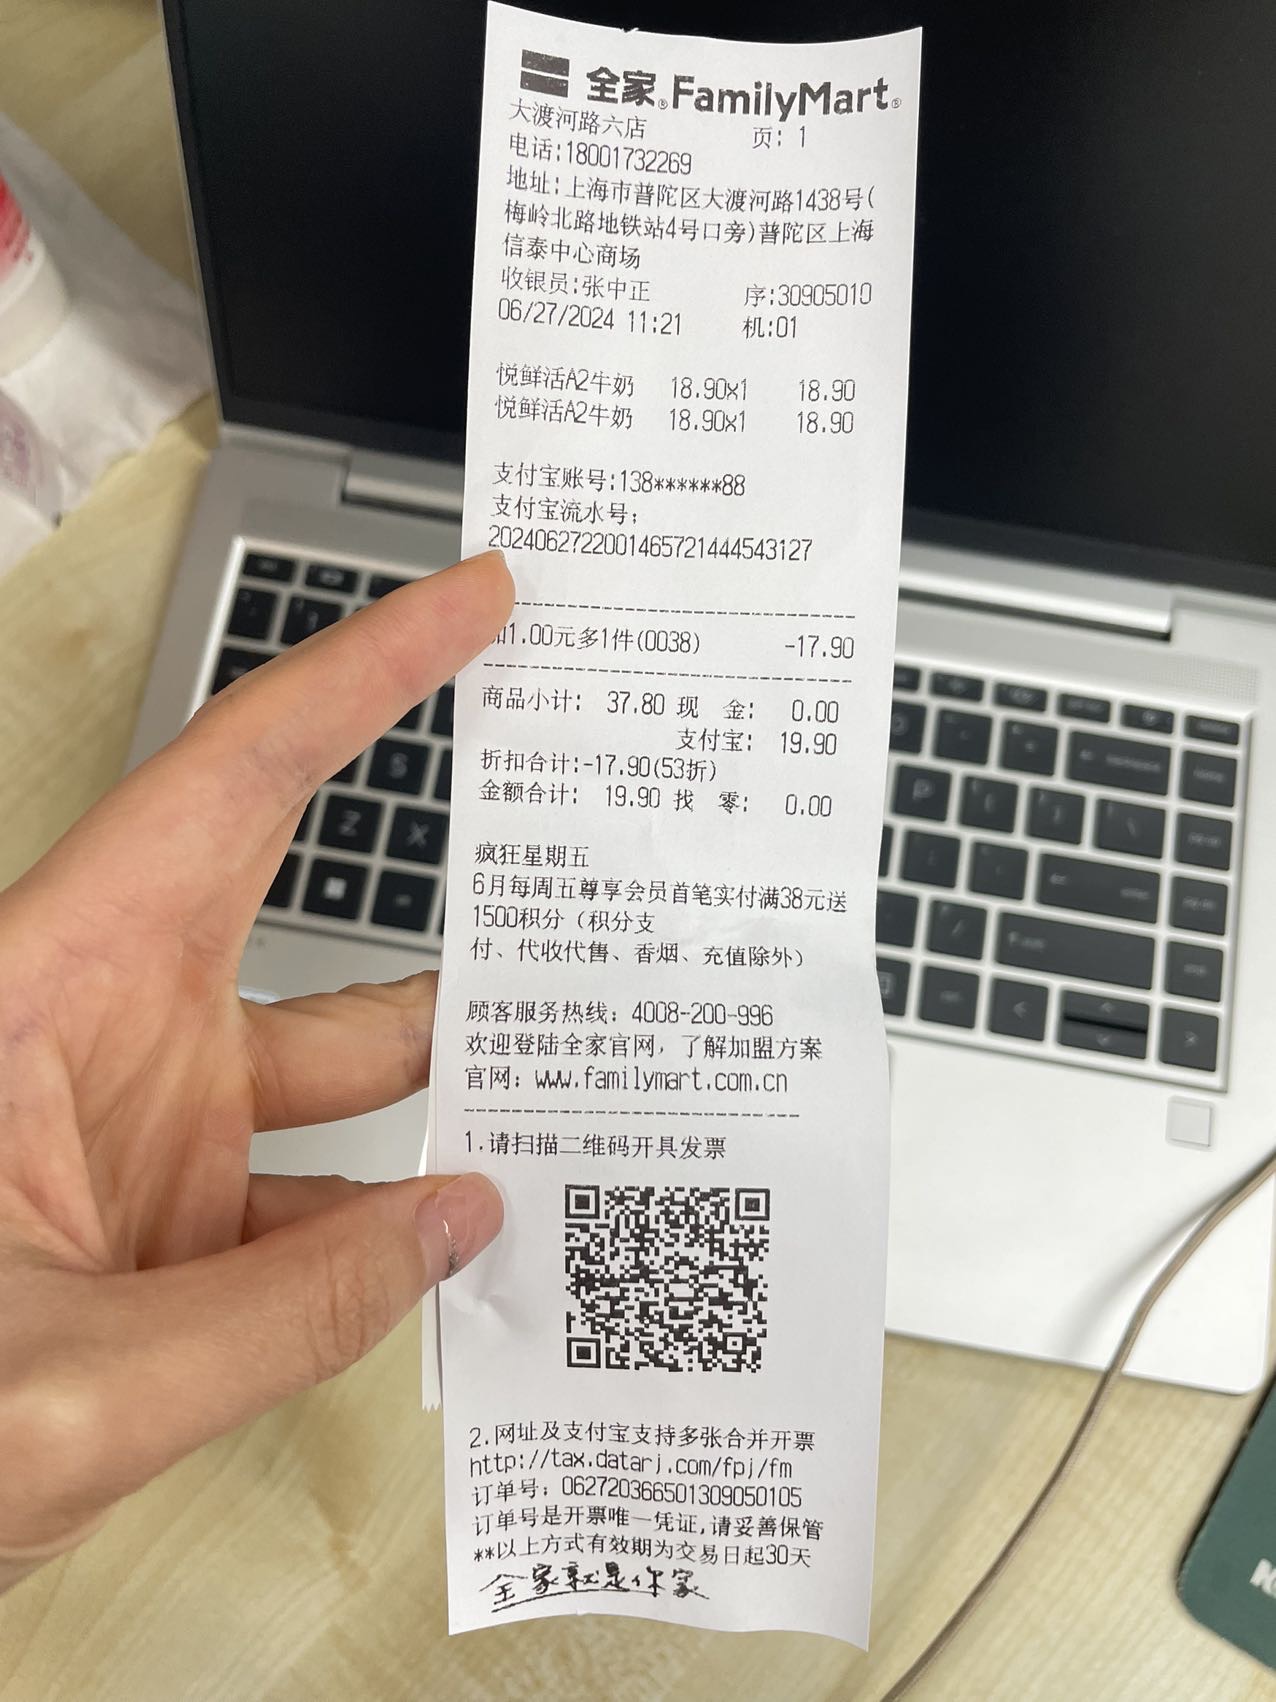 全家® FamilyMart®
大渡河路六店 页: 1
电话:18001732269
地址:上海市普陀区大渡河路1438号(
梅岭北路地铁站4号口旁)普陀区上海
信泰中心商场
收银员:张中正 序:30905010
06/27/2024 11:21 机:01
悦鲜活A2牛奶 18.90x1 18.90
悦鲜活A2牛奶 18.90x1 18.90
支付宝账号:138******88
支付宝流水号:
2024062722001465721444543127
1.00元多1件(0038) -17.90
商品小计: 37.80 现 金: 0.00
支付宝: 19.90
折扣合计:-17.90(53折)
金额合计: 19.90 找 零: 0.00
疯狂星期五
6月每周五尊享会员首笔实付满38元送
1500积分（积分支
付、代收代售、香烟、充值除外）
顾客服务热线: 4008-200-996
欢迎登陆全家官网，了解加盟方案
官网: www.familymart.com.cn
1.请扫描二维码开具发票
2.网址及支付宝支持多张合并开票
http://tax.datarj.com/fpj/fm
订单号: 062720366501309050105
订单号是开票唯一凭证,请妥善保管
**以上方式有效期为交易日起30天
全家就是你家